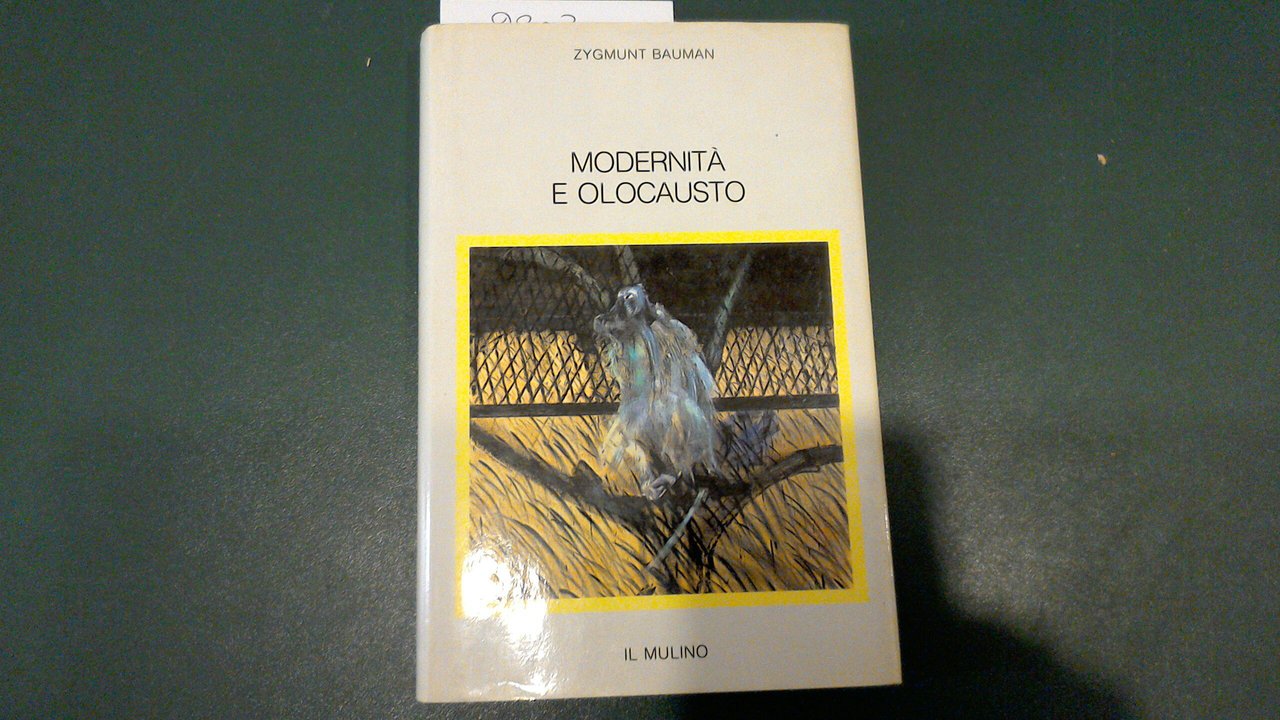 ZYGMUNT BAUMAN
MODERNITÀ
E OLOCAUSTO
IL MULINO